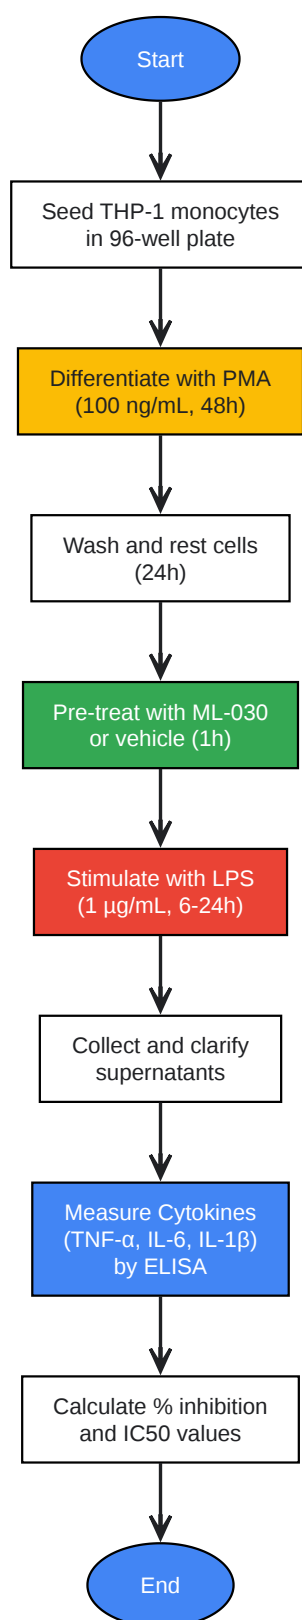 Start
Seed THP-1 monocytes
in 96-well plate
Differentiate with PMA
(100 ng/mL, 48h)
Wash and rest cells
(24h)
Pre-treat with ML-030
or vehicle (1h)
Stimulate with LPS
(1 µg/mL, 6-24h)
Collect and clarify
supernatants
Measure Cytokines
(TNF-α, IL-6, IL-1β)
by ELISA
Calculate % inhibition
and IC50 values
End